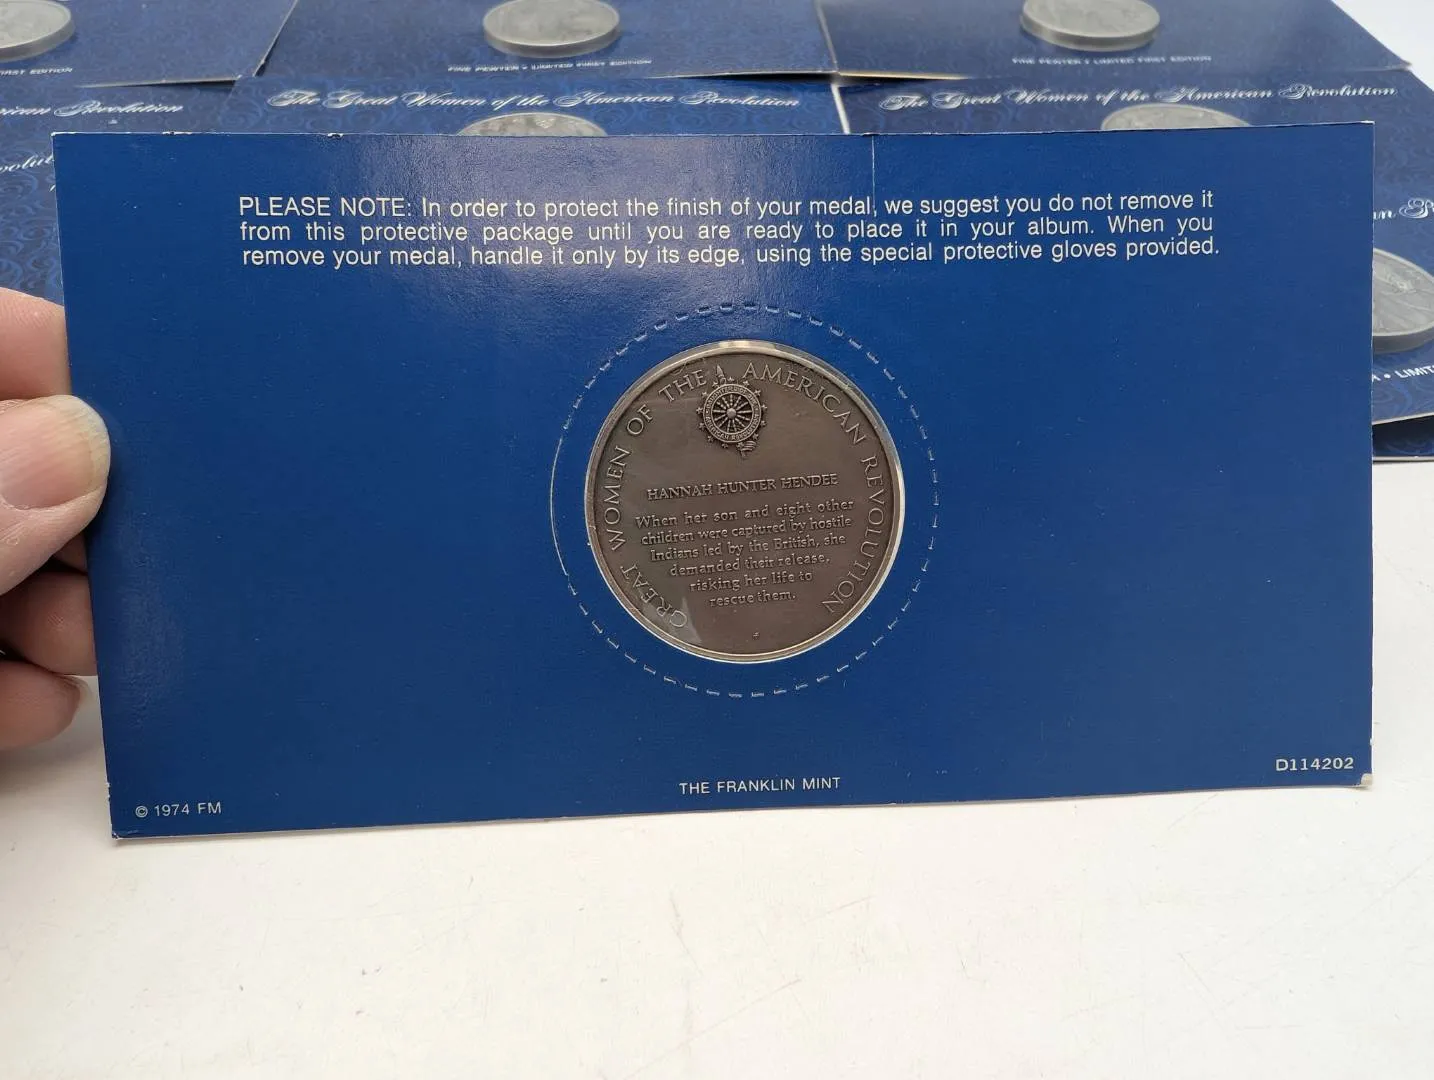 FIRST EDITION
FINE PEWTER • LIMITED FIRST EDITION
FINE PEWTER • LIMITED FIRST EDITION
American Revolution
The Great Women of the American Revolution
The Great Women of the American Revolution
PLEASE NOTE: In order to protect the finish of your medal, we suggest you do not remove it
from this protective package until you are ready to place it in your album. When you
remove your medal, handle it only by its edge, using the special protective gloves provided.
GREAT WOMEN OF THE AMERICAN REVOLUTION
HANNAH HUNTER HENDEE
When her son and eight other
children were captured by hostile
Indians led by the British, she
demanded their release,
risking her life to
rescue them.
• LIMIT
D114202
THE FRANKLIN MINT
© 1974 FM